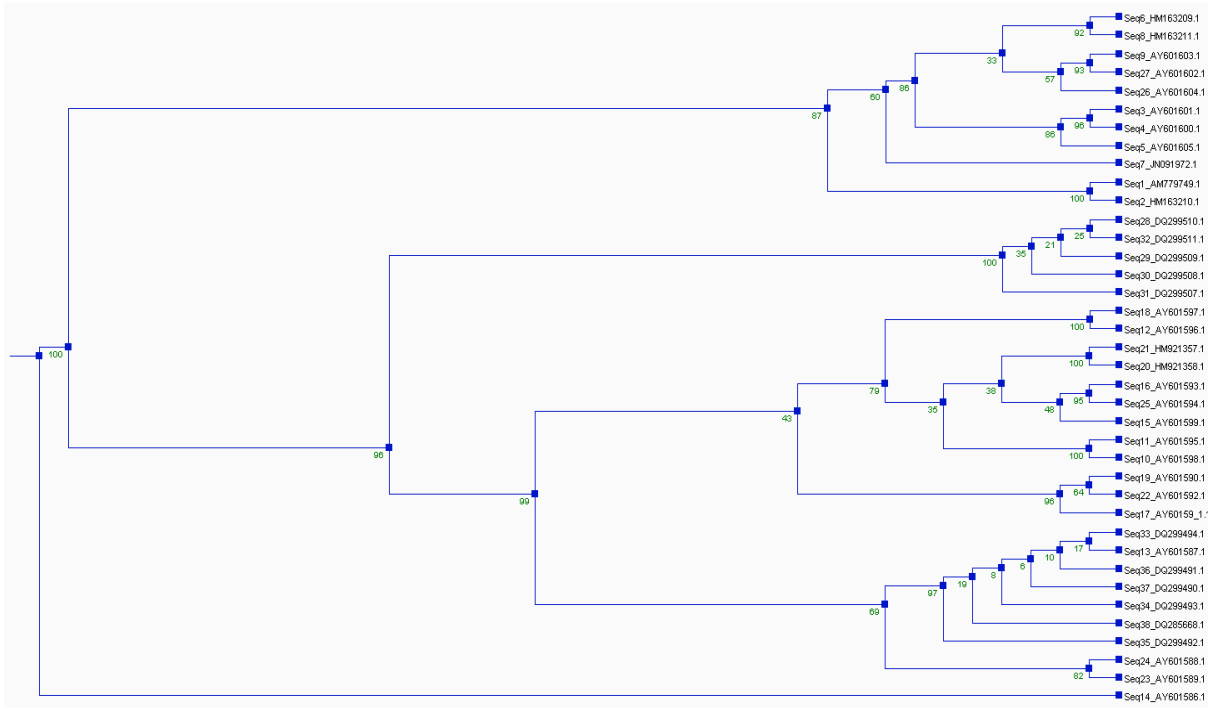 Seq6_HM163209.1
92
Seq8_HM163211.1
33
Seq9_AY601603.1
93
Seq27_AY601602.1
57
86
Seq26_AY601604.1
60
Seq3_AY601601.1
96
87
Seq4_AY601600.1
86
Seq5_AY601605.1
Seq7_JN091972.1
Seq1_AM779749.1
100
Seq2_HM163210.1
Seq28_DQ299510.1
25
Seq32_DQ299511.1
21
35
Seq29_DQ299509.1
100
Seq30_DQ299508.1
Seq31_DQ299507.1
Seq18_AY601597.1
100
Seq12_AY601596.1
Seq21_HM921357.1
100
100
Seq20_HM921358.1
38
79
Seq16_AY601593.1
95
Seq25_AY601594.1
48
35
43
Seq15_AY601599.1
Seq11_AY601595.1
96
100
Seq10_AY601598.1
Seq19_AY601590.1
64
Seq22_AY601592.1
96
99
Seq17_AY60159_1.1
Seq33_DQ299494.1
17
Seq13_AY601587.1
10
6
Seq36_DQ299491.1
8
19
Seq37_DQ299490.1
97
69
Seq34_DQ299493.1
Seq38_DQ285668.1
Seq35_DQ299492.1
Seq24_AY601588.1
82
Seq23_AY601589.1
Seq14_AY601586.1